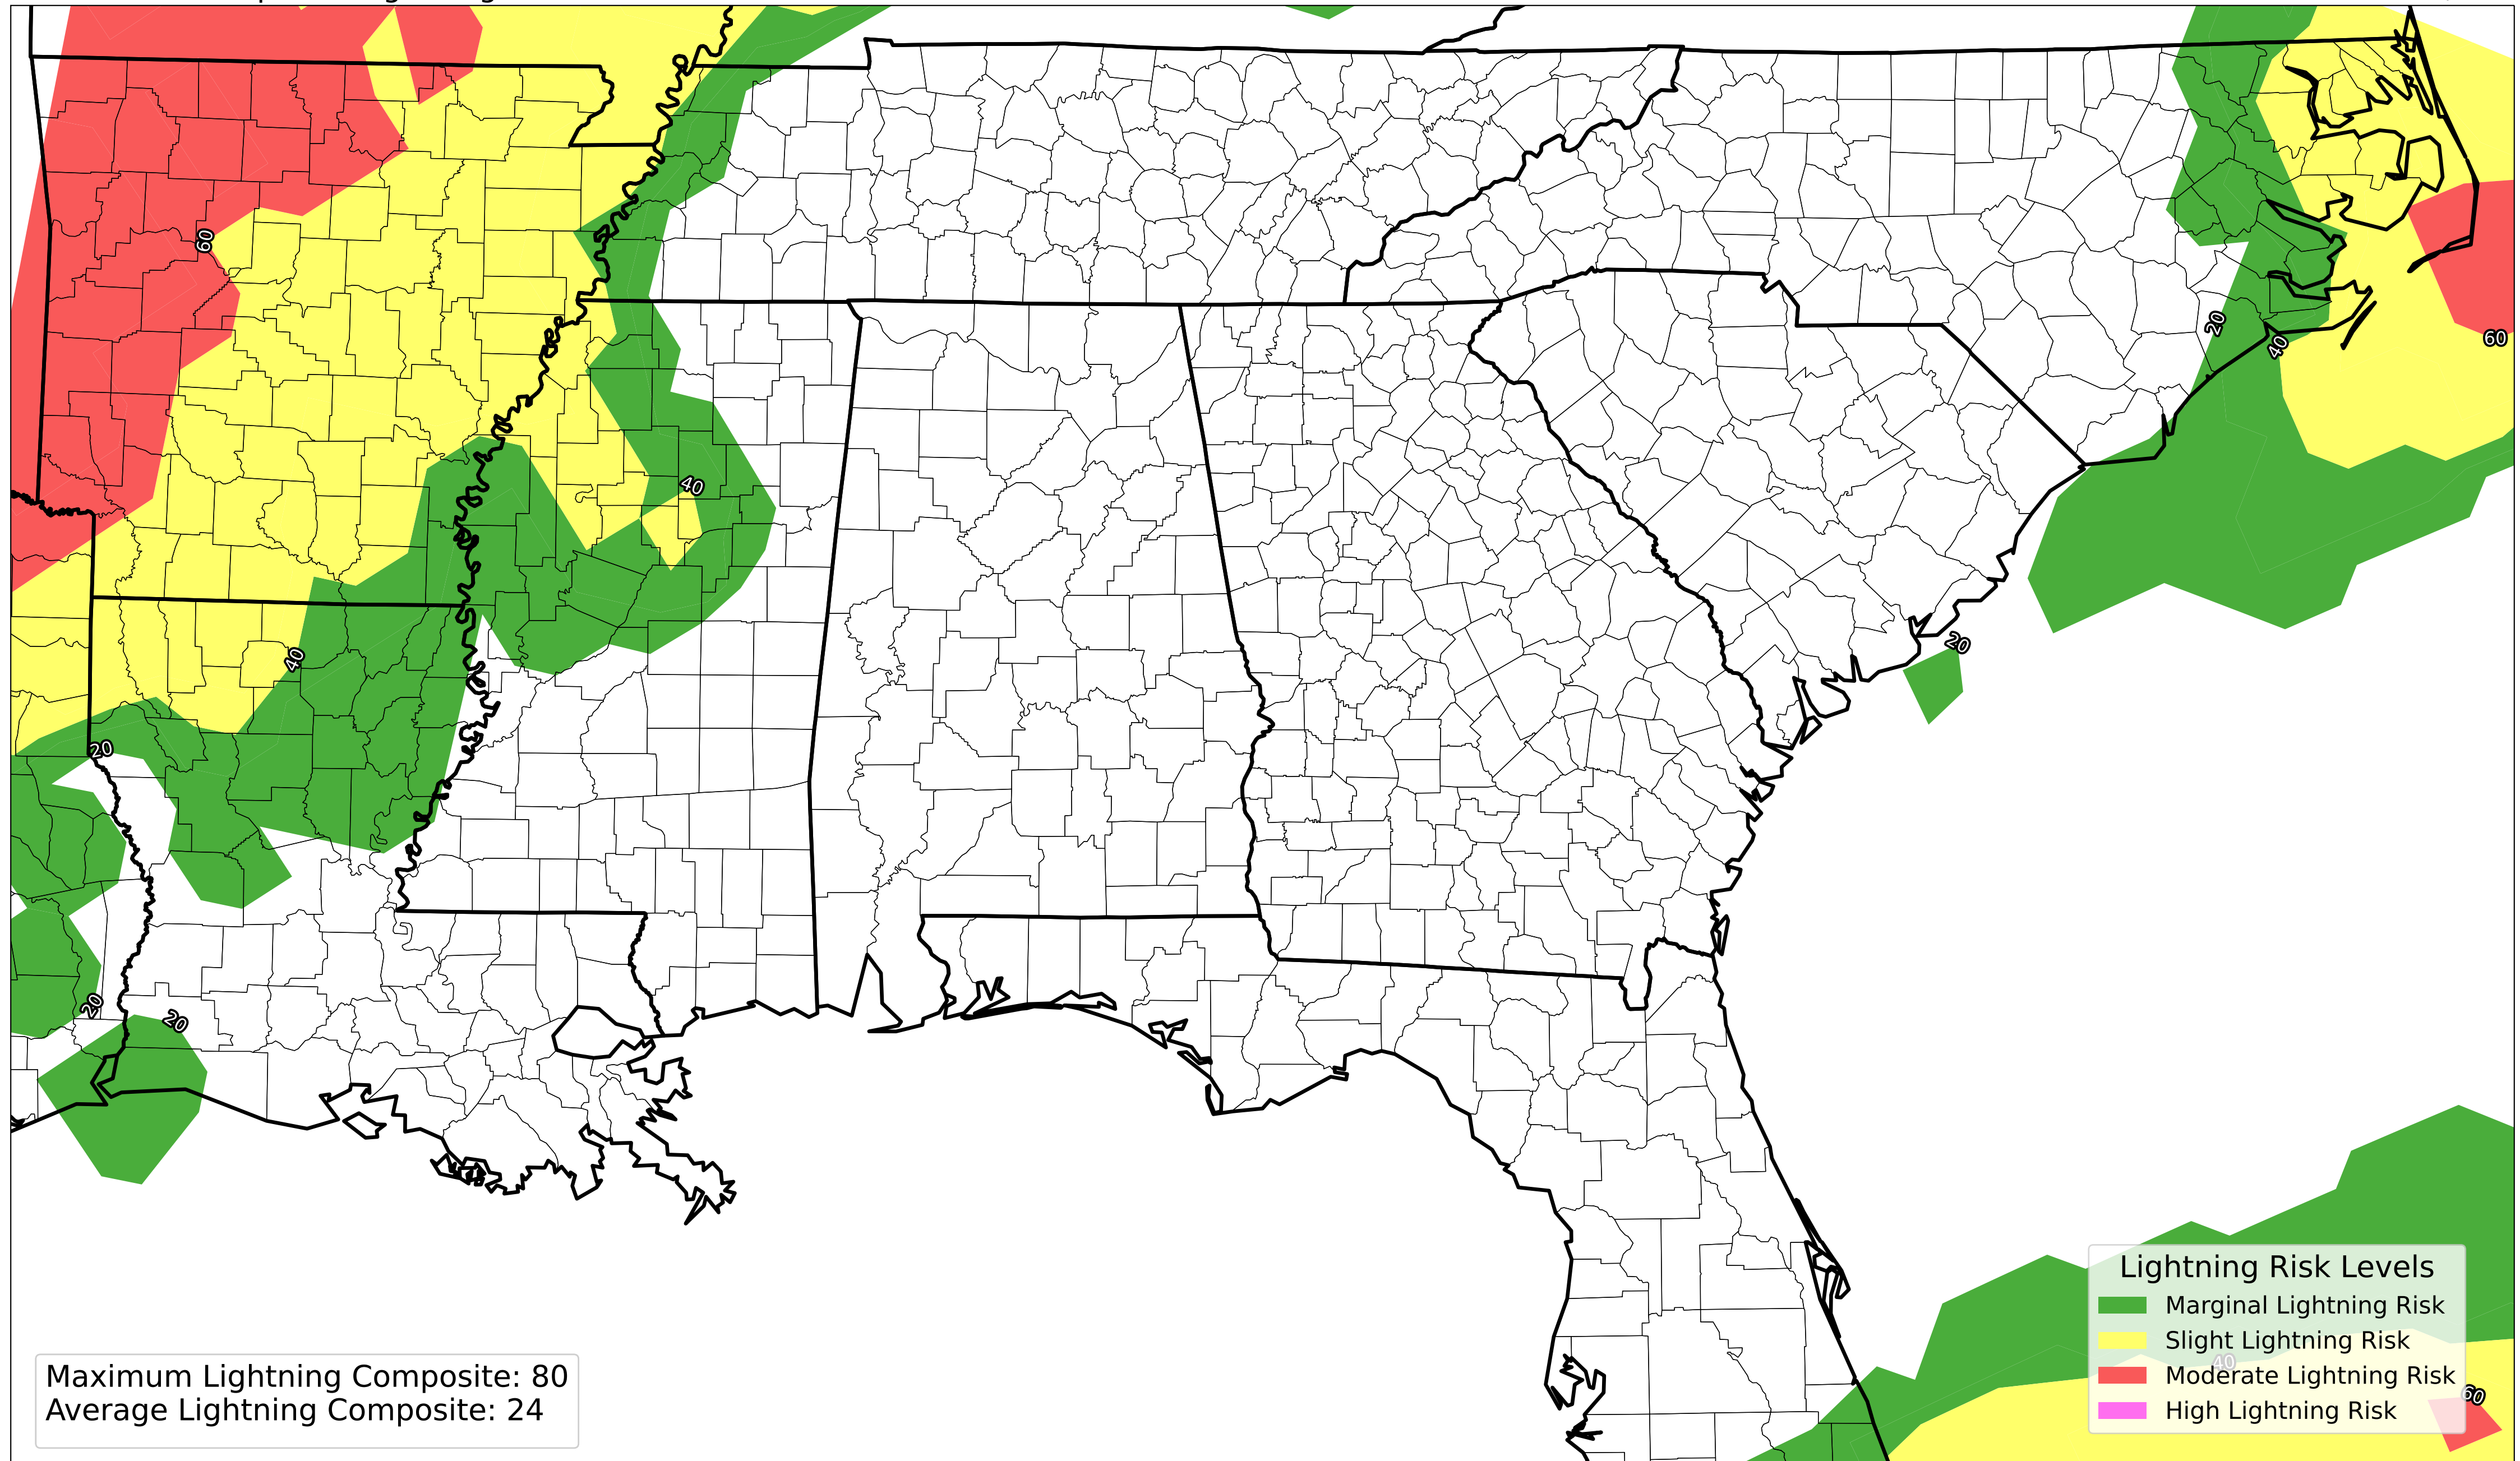 60
60
20
40
40
40
20
20
20
20
Lightning Risk Levels
Marginal Lightning Risk
Slight Lightning Risk
40
Moderate Lightning Risk
60
High Lightning Risk
Maximum Lightning Composite: 80
Average Lightning Composite: 24